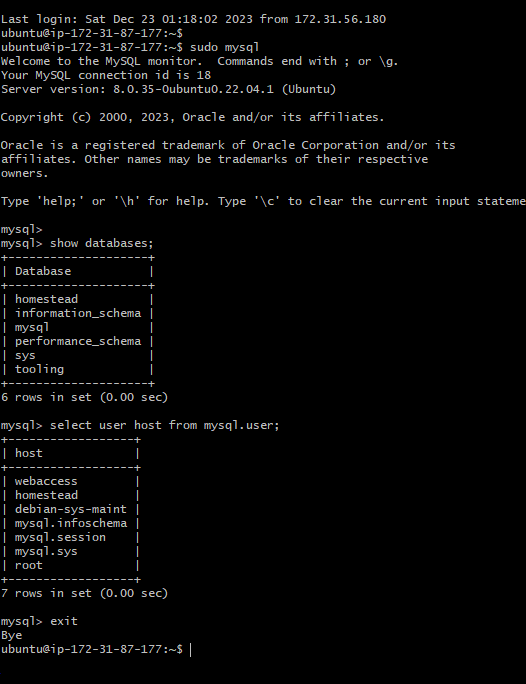 Last login: Sat Dec 23 01:18:02 2023 from 172.31.56.180
ubuntu@ip-172-31-87-177:~$
ubuntu@ip-172-31-87-177:~$ sudo mysql
Welcome to the MySQL monitor.  Commands end with ; or \g.
Your MySQL connection id is 18
Server version: 8.0.35-0ubuntu0.22.04.1 (Ubuntu)

Copyright (c) 2000, 2023, Oracle and/or its affiliates.

Oracle is a registered trademark of Oracle Corporation and/or its
affiliates. Other names may be trademarks of their respective
owners.

Type 'help;' or '\h' for help. Type '\c' to clear the current input stateme

mysql>
mysql> show databases;
+--------------------+
| Database           |
+--------------------+
| homestead          |
| information_schema |
| mysql              |
| performance_schema |
| sys                |
| tooling            |
+--------------------+
6 rows in set (0.00 sec)

mysql> select user host from mysql.user;
+------------------+
| host             |
+------------------+
| webaccess        |
| homestead        |
| debian-sys-maint |
| mysql.infoschema |
| mysql.session    |
| mysql.sys        |
| root             |
+------------------+
7 rows in set (0.00 sec)

mysql> exit
Bye
ubuntu@ip-172-31-87-177:~$